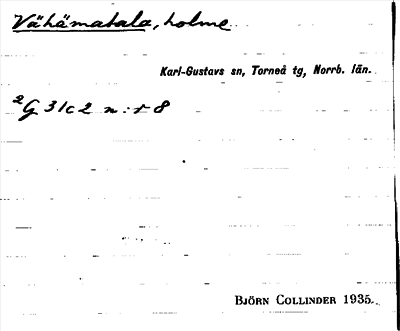 Vähämatala, holme
Karl-Gustavs sn, Torneå tg, Norrb. län.
²G 31c2 n:r 8
BJÖRN COLLINDER 1935.